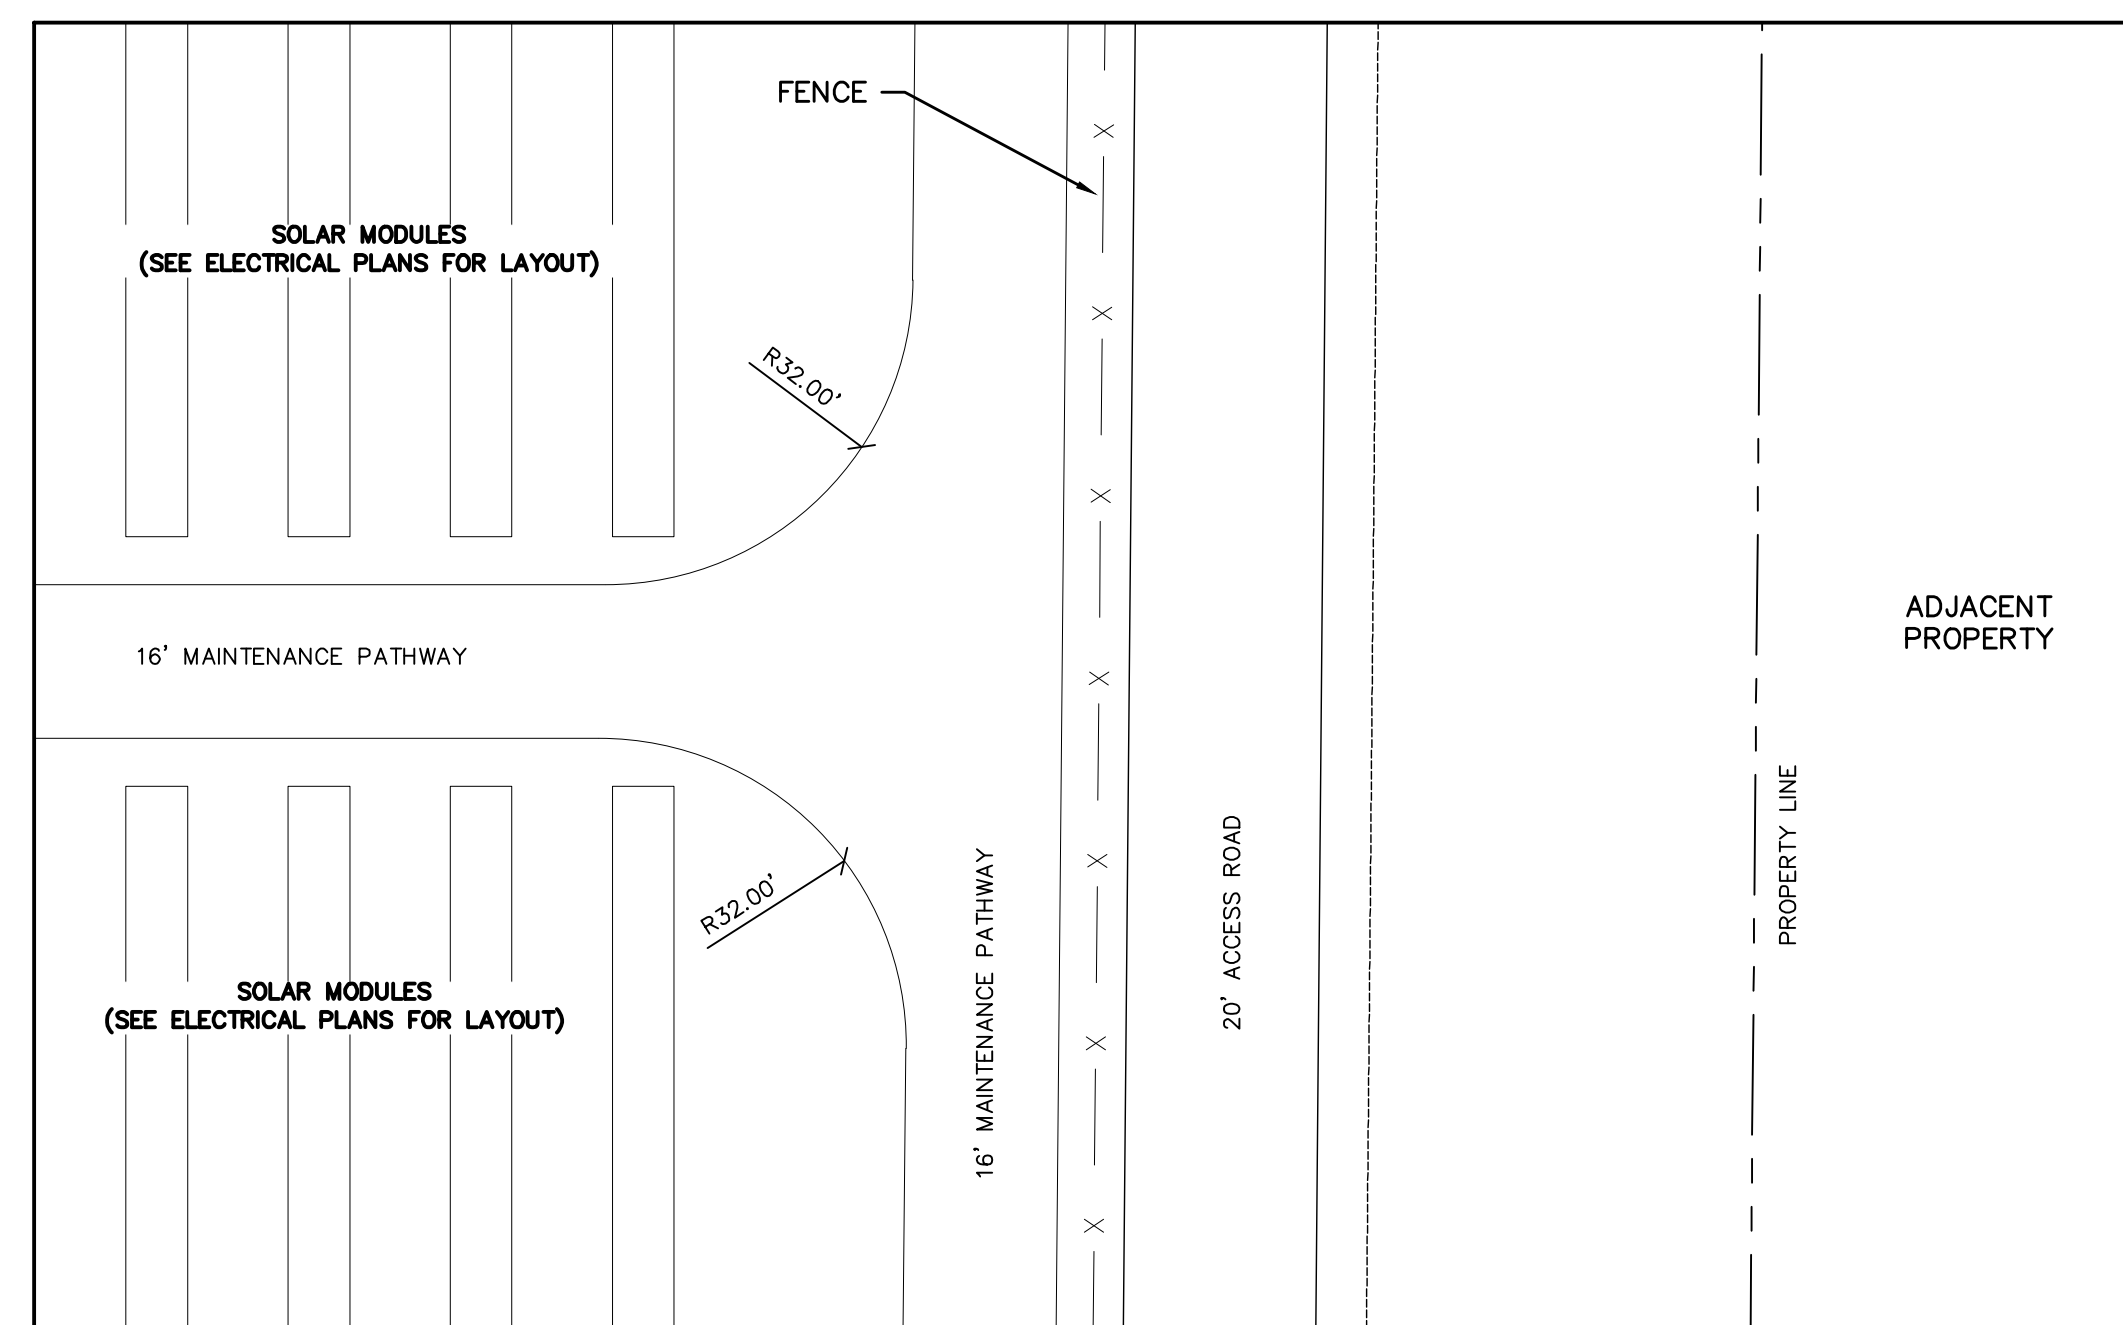 FENCE
SOLAR MODULES
(SEE ELECTRICAL PLANS FOR LAYOUT)
R32.00'
16' MAINTENANCE PATHWAY
ADJACENT
PROPERTY
PROPERTY LINE
20' ACCESS ROAD
16' MAINTENANCE PATHWAY
R32.00'
SOLAR MODULES
(SEE ELECTRICAL PLANS FOR LAYOUT)